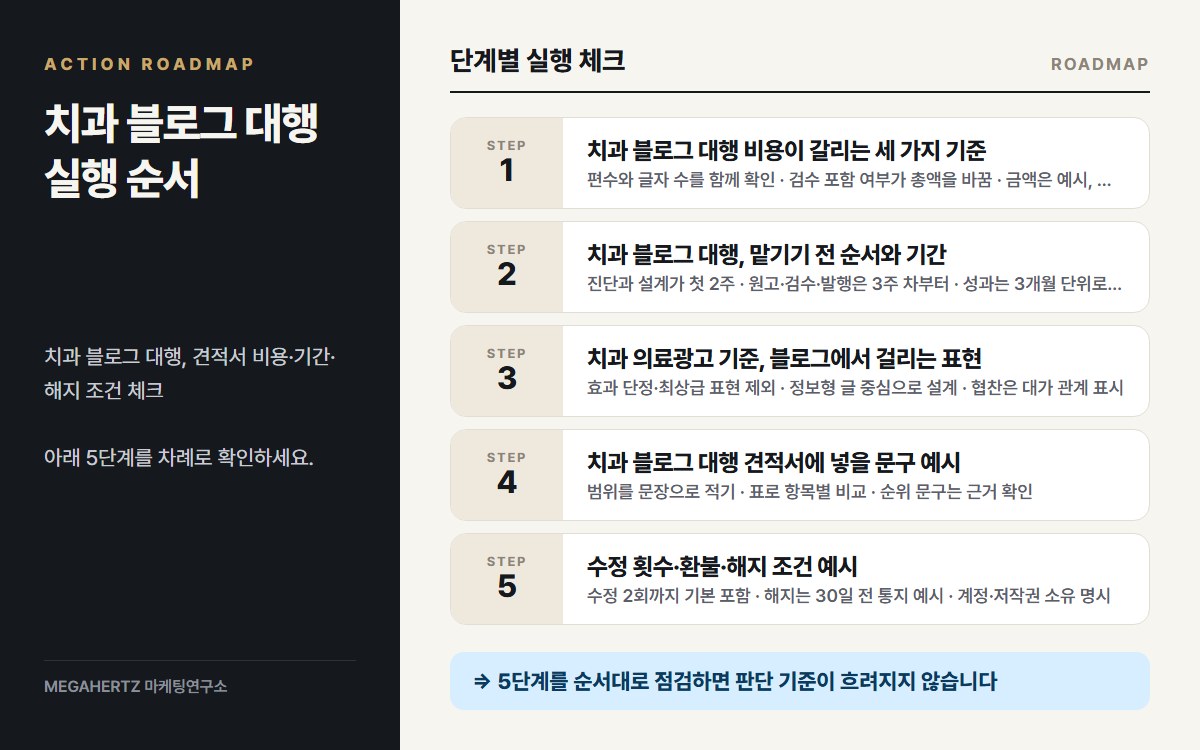 ACTION ROADMAP
치과 블로그 대행
실행 순서
치과 블로그 대행, 견적서 비용·기간·
해지 조건 체크
아래 5단계를 차례로 확인하세요.
MEGAHERTZ 마케팅연구소
단계별 실행 체크
ROADMAP
STEP
1
치과 블로그 대행 비용이 갈리는 세 가지 기준
편수와 글자 수를 함께 확인 · 검수 포함 여부가 총액을 바꿈 · 금액은 예시, ...
STEP
2
치과 블로그 대행, 맡기기 전 순서와 기간
진단과 설계가 첫 2주 · 원고·검수·발행은 3주 차부터 · 성과는 3개월 단위로...
STEP
3
치과 의료광고 기준, 블로그에서 걸리는 표현
효과 단정·최상급 표현 제외 · 정보형 글 중심으로 설계 · 협찬은 대가 관계 표시
STEP
4
치과 블로그 대행 견적서에 넣을 문구 예시
범위를 문장으로 적기 · 표로 항목별 비교 · 순위 문구는 근거 확인
STEP
5
수정 횟수·환불·해지 조건 예시
수정 2회까지 기본 포함 · 해지는 30일 전 통지 예시 · 계정·저작권 소유 명시
⇒ 5단계를 순서대로 점검하면 판단 기준이 흐려지지 않습니다